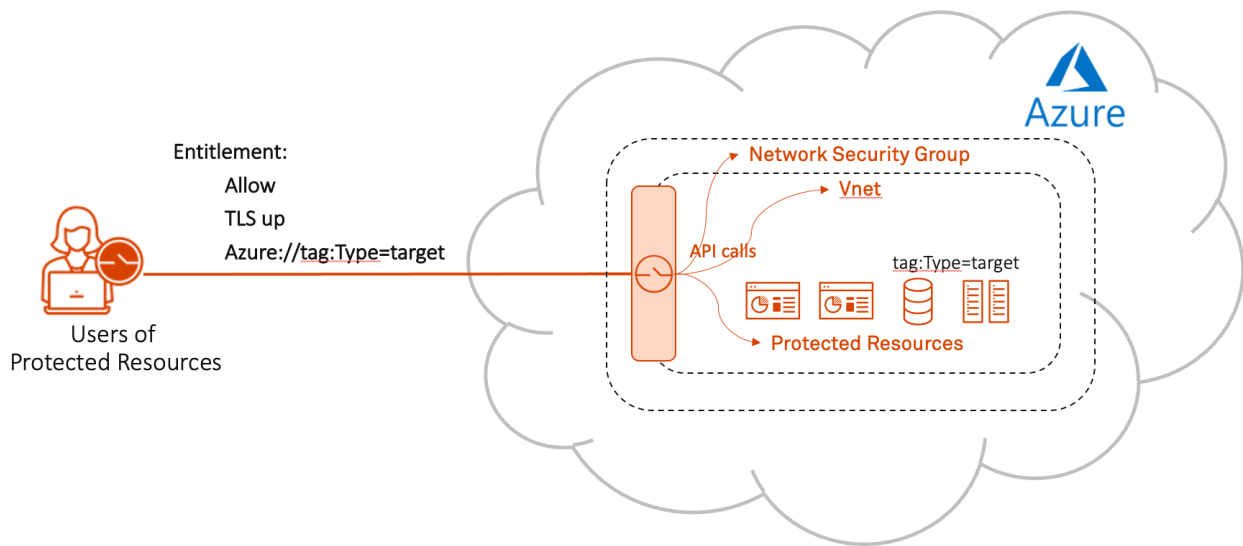 Azure
Entitlement:
Allow
TLS up
Azure://tag:Type=target
Network Security Group
Vnet
API calls
tag:Type=target
Protected Resources
Users of
Protected Resources